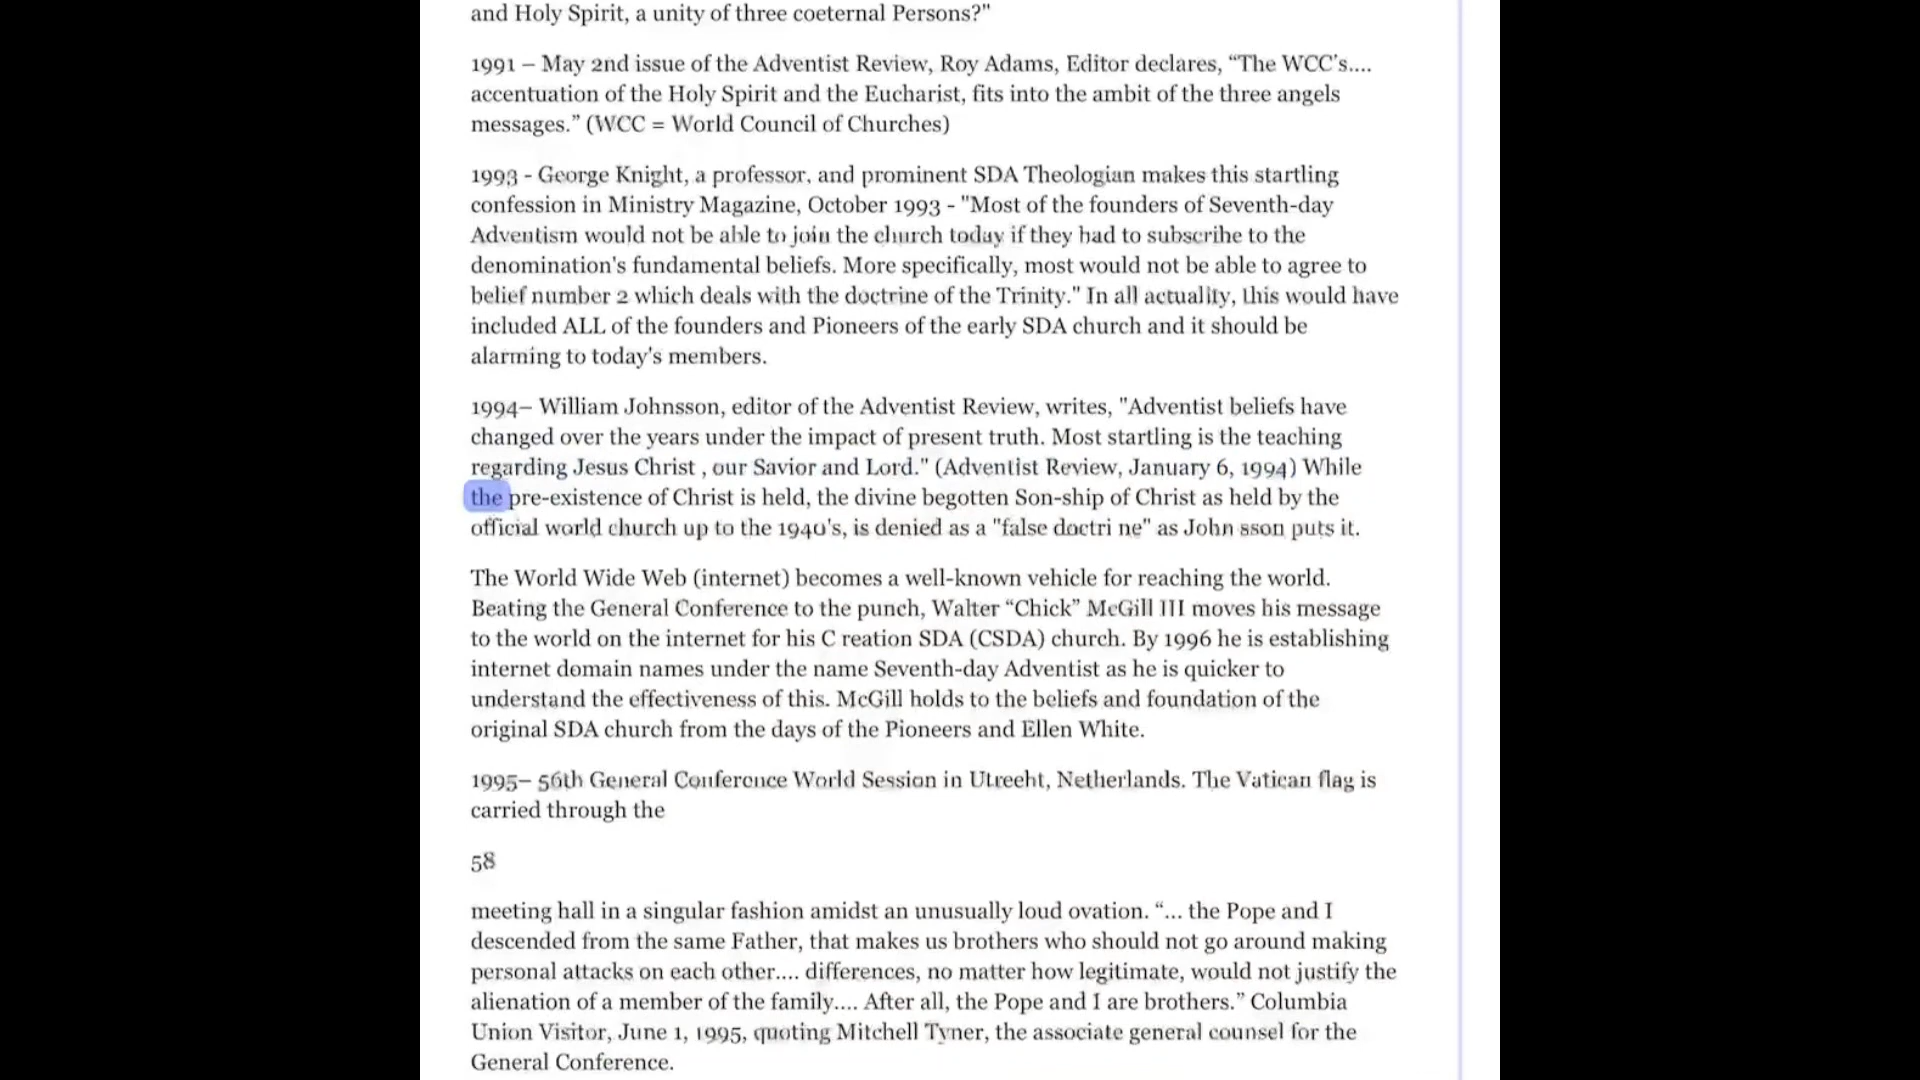 and Holy Spirit, a unity of three coeternal Persons?"
1991 – May 2nd issue of the Adventist Review, Roy Adams, Editor declares, “The WCC’s....
accentuation of the Holy Spirit and the Eucharist, fits into the ambit of the three angels
messages.” (WCC = World Council of Churches)
1993 - George Knight, a professor, and prominent SDA Theologian makes this startling
confession in Ministry Magazine, October 1993 - "Most of the founders of Seventh-day
Adventism would not be able to join the church today if they had to subscribe to the
denomination's fundamental beliefs. More specifically, most would not be able to agree to
belief number 2 which deals with the doctrine of the Trinity." In all actuality, this would have
included ALL of the founders and Pioneers of the early SDA church and it should be
alarming to today's members.
1994– William Johnsson, editor of the Adventist Review, writes, "Adventist beliefs have
changed over the years under the impact of present truth. Most startling is the teaching
regarding Jesus Christ , our Savior and Lord." (Adventist Review, January 6, 1994) While
the pre-existence of Christ is held, the divine begotten Son-ship of Christ as held by the
official world church up to the 1940's, is denied as a "false doctri ne" as John sson puts it.
The World Wide Web (internet) becomes a well-known vehicle for reaching the world.
Beating the General Conference to the punch, Walter “Chick” McGill III moves his message
to the world on the internet for his C reation SDA (CSDA) church. By 1996 he is establishing
internet domain names under the name Seventh-day Adventist as he is quicker to
understand the effectiveness of this. McGill holds to the beliefs and foundation of the
original SDA church from the days of the Pioneers and Ellen White.
1995– 56th General Conference World Session in Utrecht, Netherlands. The Vatican flag is
carried through the
58
meeting hall in a singular fashion amidst an unusually loud ovation. “... the Pope and I
descended from the same Father, that makes us brothers who should not go around making
personal attacks on each other.... differences, no matter how legitimate, would not justify the
alienation of a member of the family.... After all, the Pope and I are brothers.” Columbia
Union Visitor, June 1, 1995, quoting Mitchell Tyner, the associate general counsel for the
General Conference.